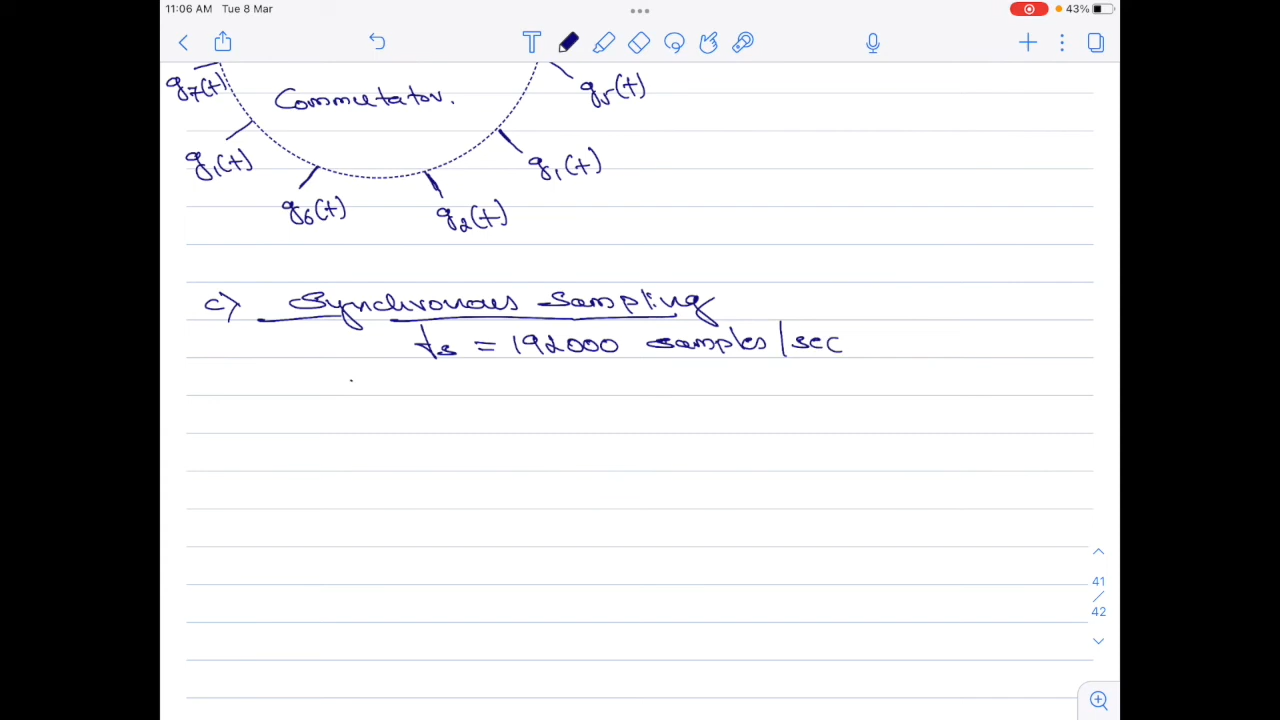 11:06 AM Tue 8 Mar
43%
g7(t)
Commutator.
g5(t)
g1(t)
g1(t)
g6(t)
g2(t)
c) Synchronous Sampling
fs = 192000 samples/sec
41
42